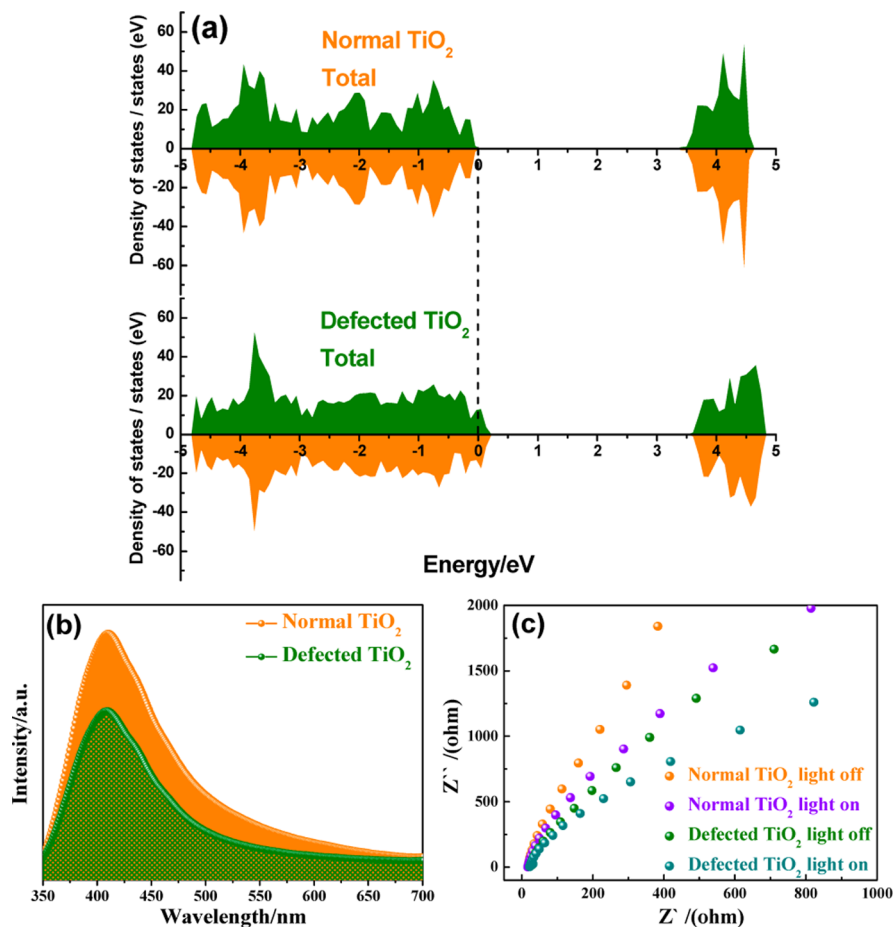 (a)
Normal TiO₂
Total
Density of states / states (eV)
60
40
20
0
-20
-40
-60
-5 -4 -3 -2 -1 0 1 2 3 4 5
Defected TiO₂
Total
Density of states / states (eV)
60
40
20
0
-20
-40
-60
-5 -4 -3 -2 -1 0 1 2 3 4 5
Energy/eV
(b)
Normal TiO₂
Defected TiO₂
Intensity/a.u.
350 400 450 500 550 600 650 700
Wavelength/nm
(c)
2000
1500
1000
500
0
Z`` /(ohm)
Normal TiO₂ light off
Normal TiO₂ light on
Defected TiO₂ light off
Defected TiO₂ light on
0 200 400 600 800 1000
Z` /(ohm)